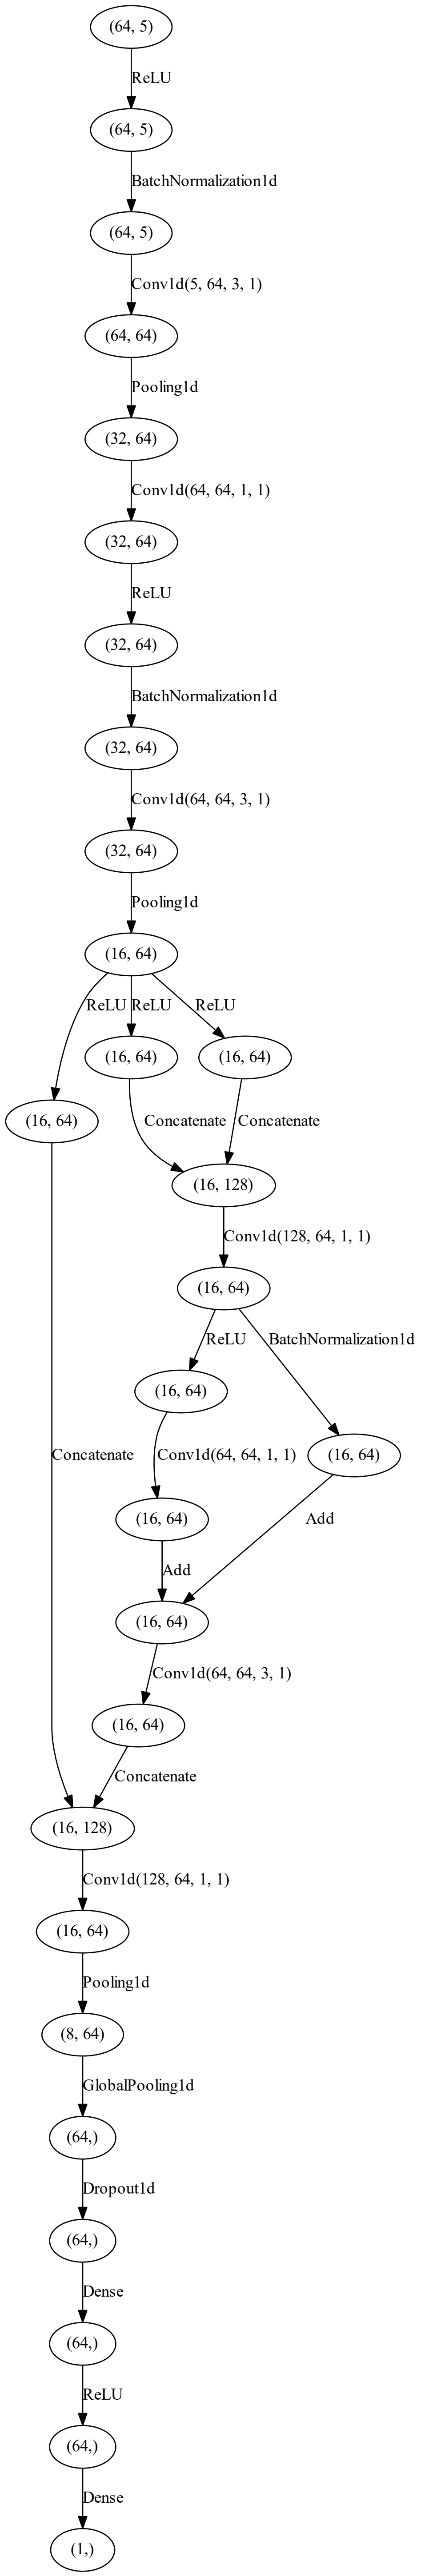 (64, 5)
ReLU
(64, 5)
BatchNormalization1d
(64, 5)
Conv1d(5, 64, 3, 1)
(64, 64)
Pooling1d
(32, 64)
Conv1d(64, 64, 1, 1)
(32, 64)
ReLU
(32, 64)
BatchNormalization1d
(32, 64)
Conv1d(64, 64, 3, 1)
(32, 64)
Pooling1d
(16, 64)
ReLU ReLU ReLU
(16, 64) (16, 64)
(16, 64) Concatenate Concatenate
(16, 128)
Conv1d(128, 64, 1, 1)
(16, 64)
ReLU BatchNormalization1d
(16, 64)
Concatenate Conv1d(64, 64, 1, 1) (16, 64)
(16, 64) Add
Add
(16, 64)
Conv1d(64, 64, 3, 1)
(16, 64)
Concatenate
(16, 128)
Conv1d(128, 64, 1, 1)
(16, 64)
Pooling1d
(8, 64)
GlobalPooling1d
(64,)
Dropout1d
(64,)
Dense
(64,)
ReLU
(64,)
Dense
(1,)